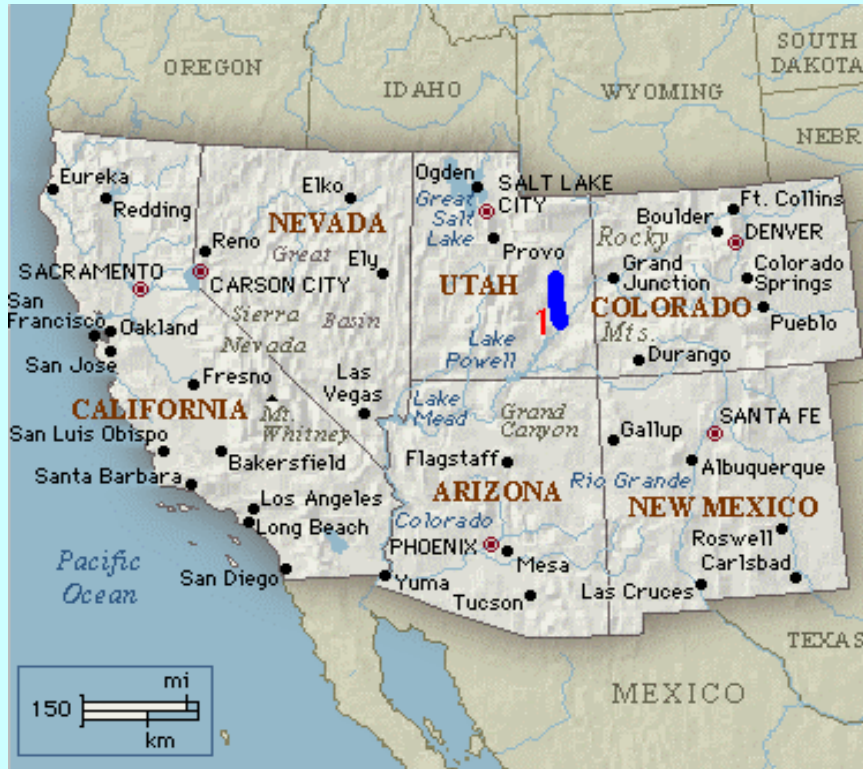 OREGON
IDAHO
WYOMING
SOUTH
DAKOTA
NEBR
Eureka
Redding
Elko
NEVADA
Reno
Great
Ely
SACRAMENTO
CARSON CITY
San
Francisco
Oakland
San Jose
Sierra
Nevada
Basin
Fresno
Las
Vegas
CALIFORNIA
Mt.
Whitney
San Luis Obispo
Bakersfield
Santa Barbara
Los Angeles
Long Beach
San Diego
Pacific
Ocean
Ogden
SALT LAKE
CITY
Great
Salt
Lake
Provo
UTAH
1
Lake
Powell
Ft. Collins
Boulder
DENVER
Rocky
Grand
Junction
Colorado
Springs
COLORADO
Mts.
Pueblo
Durango
Lake
Mead
Grand
Canyon
Flagstaff
ARIZONA
Colorado
PHOENIX
Mesa
Yuma
Tucson
SANTA FE
Gallup
Albuquerque
Rio Grande
NEW MEXICO
Roswell
Carlsbad
Las Cruces
TEXAS
MEXICO
mi
150
km